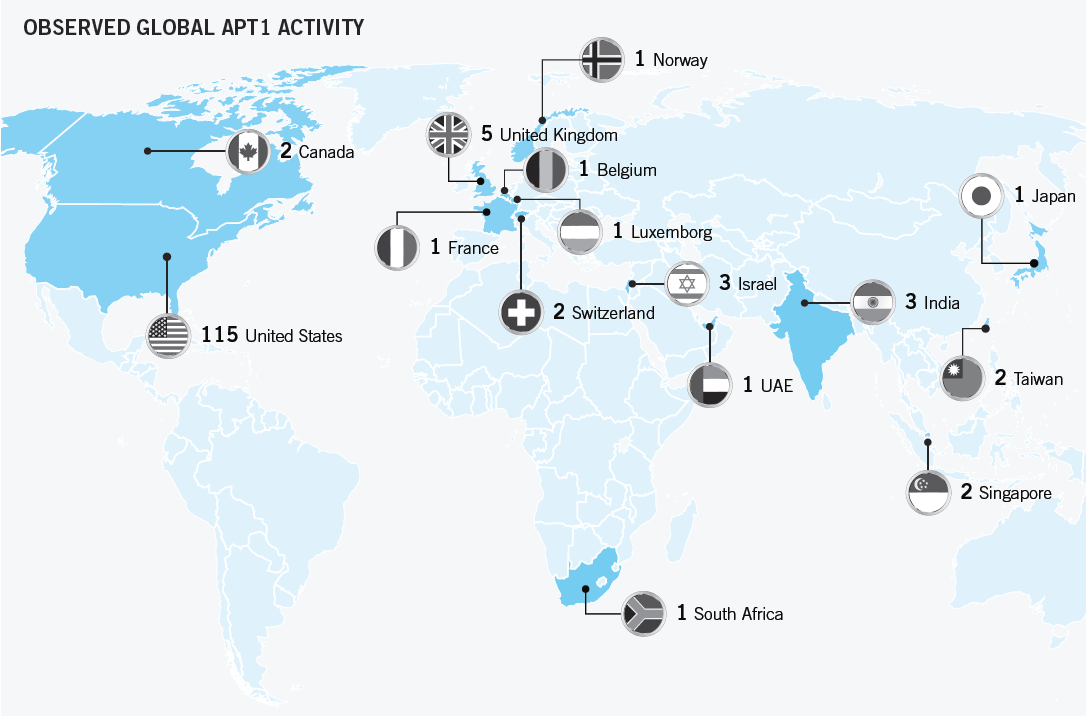 OBSERVED GLOBAL APT1 ACTIVITY
1 Norway
5 United Kingdom
2 Canada
1 Belgium
1 Japan
1 Luxemborg
1 France
3 Israel
3 India
2 Switzerland
115 United States
2 Taiwan
1 UAE
2 Singapore
1 South Africa